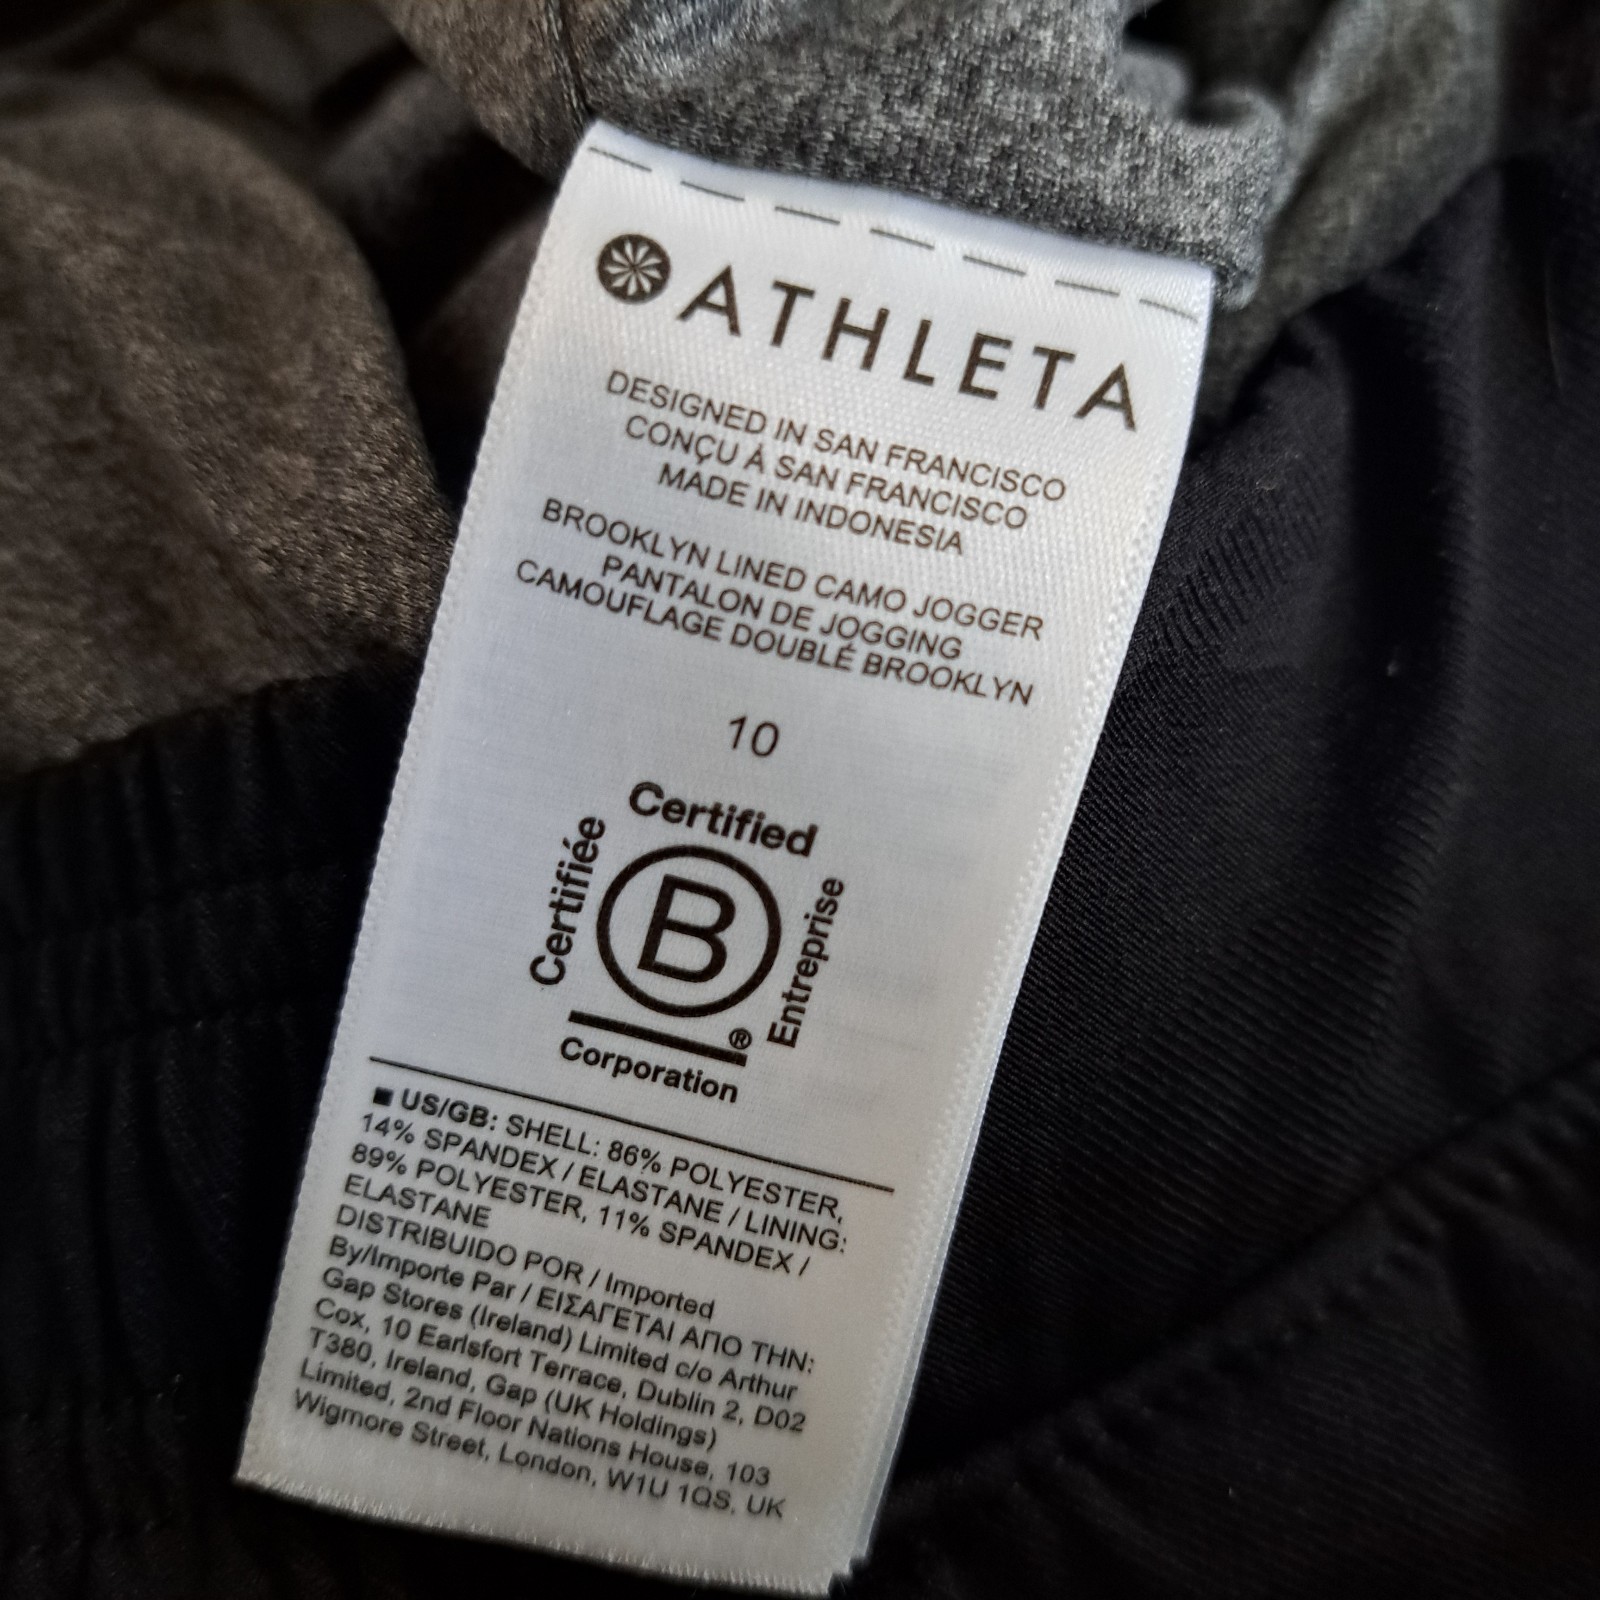 ATHLETA
DESIGNED IN SAN FRANCISCO
CONÇU À SAN FRANCISCO
MADE IN INDONESIA
BROOKLYN LINED CAMO JOGGER
PANTALON DE JOGGING
CAMOUFLAGE DOUBLÉ BROOKLYN
10
Certified
Certifiée
B
Entreprise
®
Corporation
■ US/GB: SHELL: 86% POLYESTER,
14% SPANDEX / ELASTANE / LINING:
89% POLYESTER, 11% SPANDEX /
ELASTANE
DISTRIBUIDO POR / Imported
By/Importe Par / ΕΙΣΑΓΕΤΑΙ ΑΠΟ ΤΗΝ:
Gap Stores (Ireland) Limited c/o Arthur
Cox, 10 Earlsfort Terrace, Dublin 2, D02
T380, Ireland, Gap (UK Holdings)
Limited, 2nd Floor Nations House, 103
Wigmore Street, London, W1U 1QS, UK